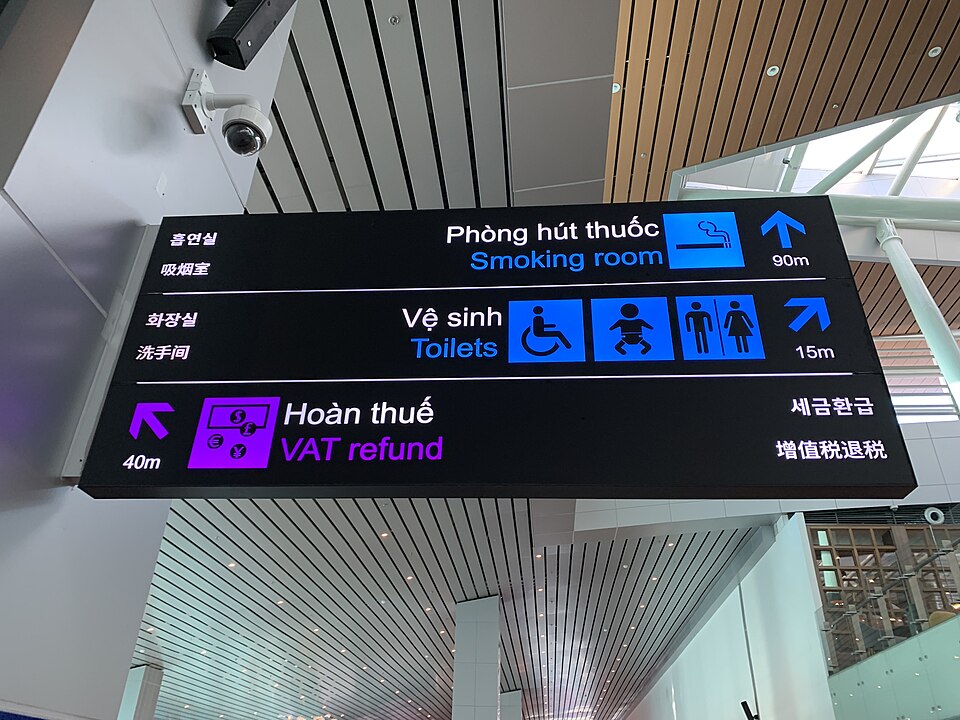 흡연실
吸烟室
Phòng hút thuốc
Smoking room
90m
화장실
洗手间
Vệ sinh
Toilets
15m
40m
$ £ € ¥
Hoàn thuế
VAT refund
세금환급
增值税退税